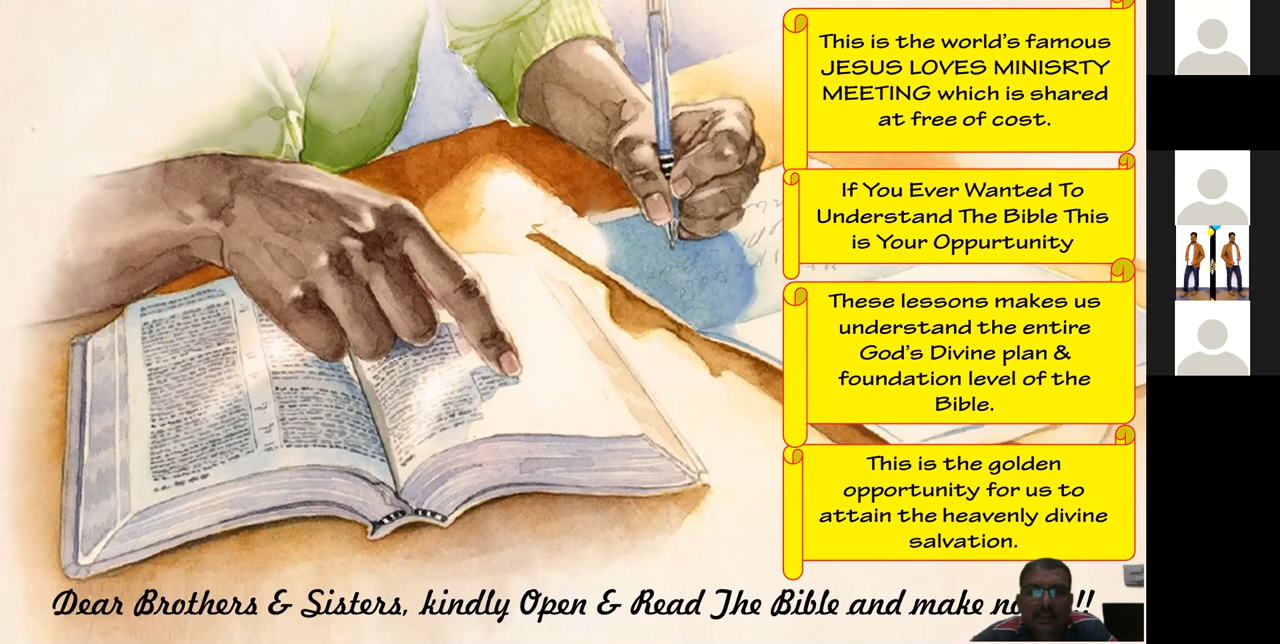 This is the world's famous
JESUS LOVES MINISRTY
MEETING which is shared
at free of cost.
If You Ever Wanted To
Understand The Bible This
is Your Oppurtunity
These lessons makes us
understand the entire
God's Divine plan &
foundation level of the
Bible.
This is the golden
opportunity for us to
attain the heavenly divine
salvation.
Dear Brothers & Sisters, kindly Open & Read The Bible and make !!